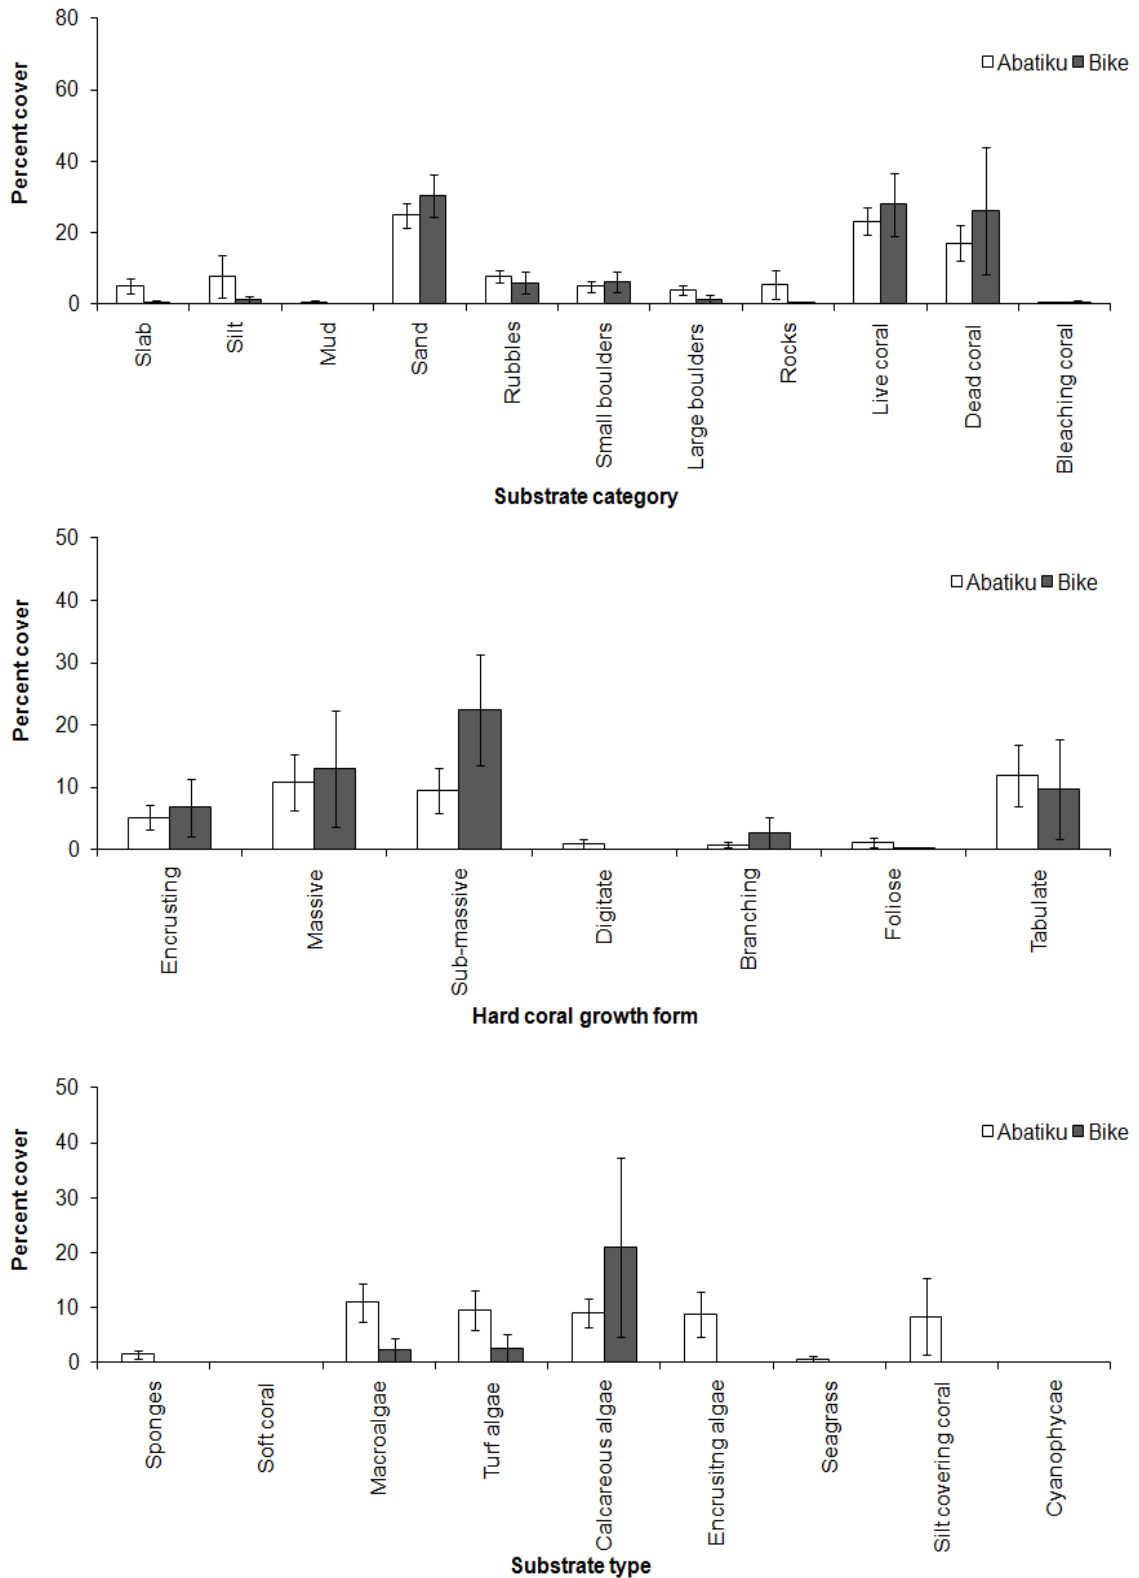 80
60
40
20
0
Percent cover
Abatiku Bike
Slab
Silt
Mud
Sand
Rubbles
Small boulders
Large boulders
Rocks
Live coral
Dead coral
Bleaching coral
Substrate category
50
40
30
20
10
0
Percent cover
Abatiku Bike
Encrusting
Massive
Sub-massive
Digitate
Branching
Foliose
Tabulate
Hard coral growth form
50
40
30
20
10
0
Percent cover
Abatiku Bike
Sponges
Soft coral
Macroalgae
Turf algae
Calcareous algae
Encrusitng algae
Seagrass
Silt covering coral
Cyanophycae
Substrate type